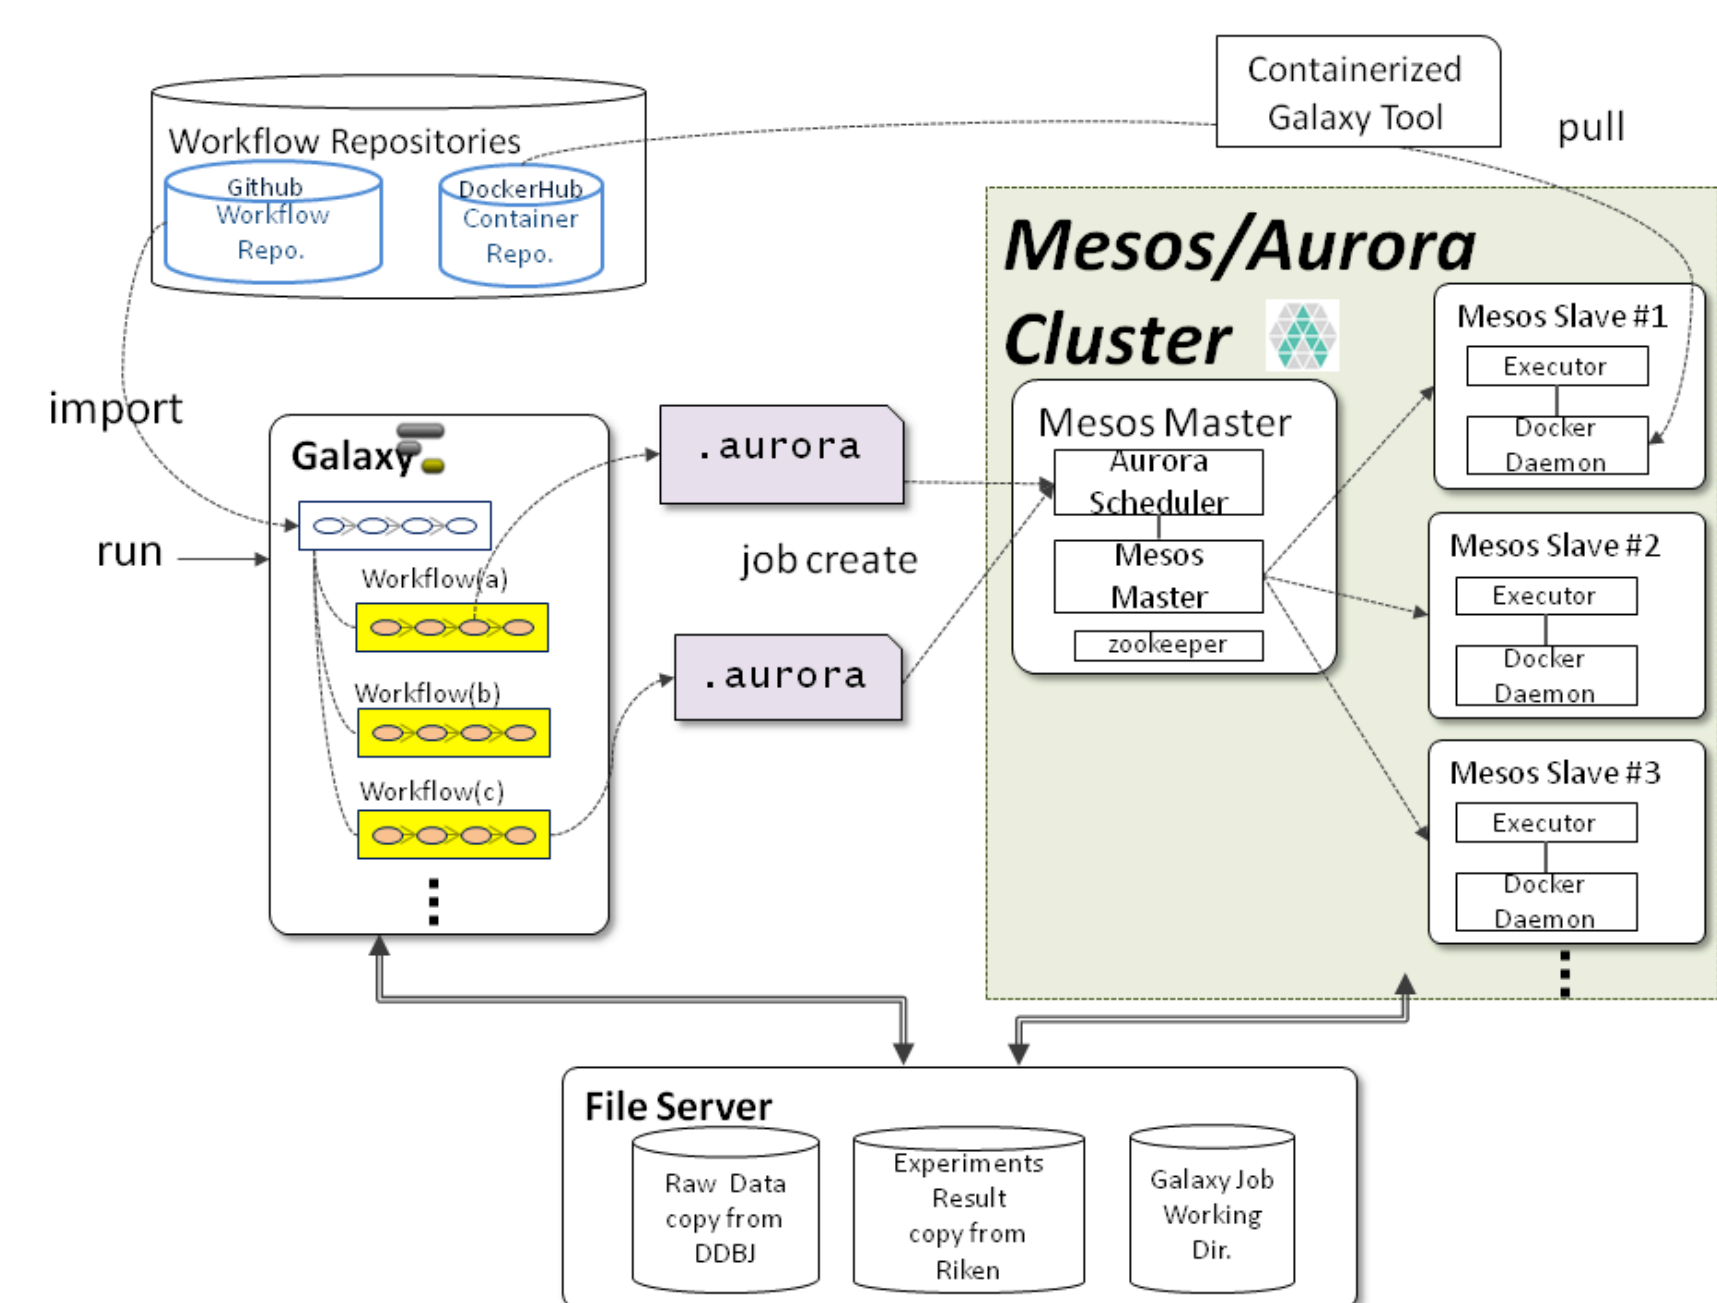 Containerized
Galaxy Tool
pull
Workflow Repositories
Github
Workflow
Repo.
DockerHub
Container
Repo.
Mesos/Aurora
Cluster
import
run
Galaxy
Workflow(a)
Workflow(b)
Workflow(c)
.aurora
job create
.aurora
Mesos Master
Aurora
Scheduler
Mesos
Master
zookeeper
Mesos Slave #1
Executor
Docker
Daemon
Mesos Slave #2
Executor
Docker
Daemon
Mesos Slave #3
Executor
Docker
Daemon
File Server
Raw Data
copy from
DDBJ
Experiments
Result
copy from
Riken
Galaxy Job
Working
Dir.